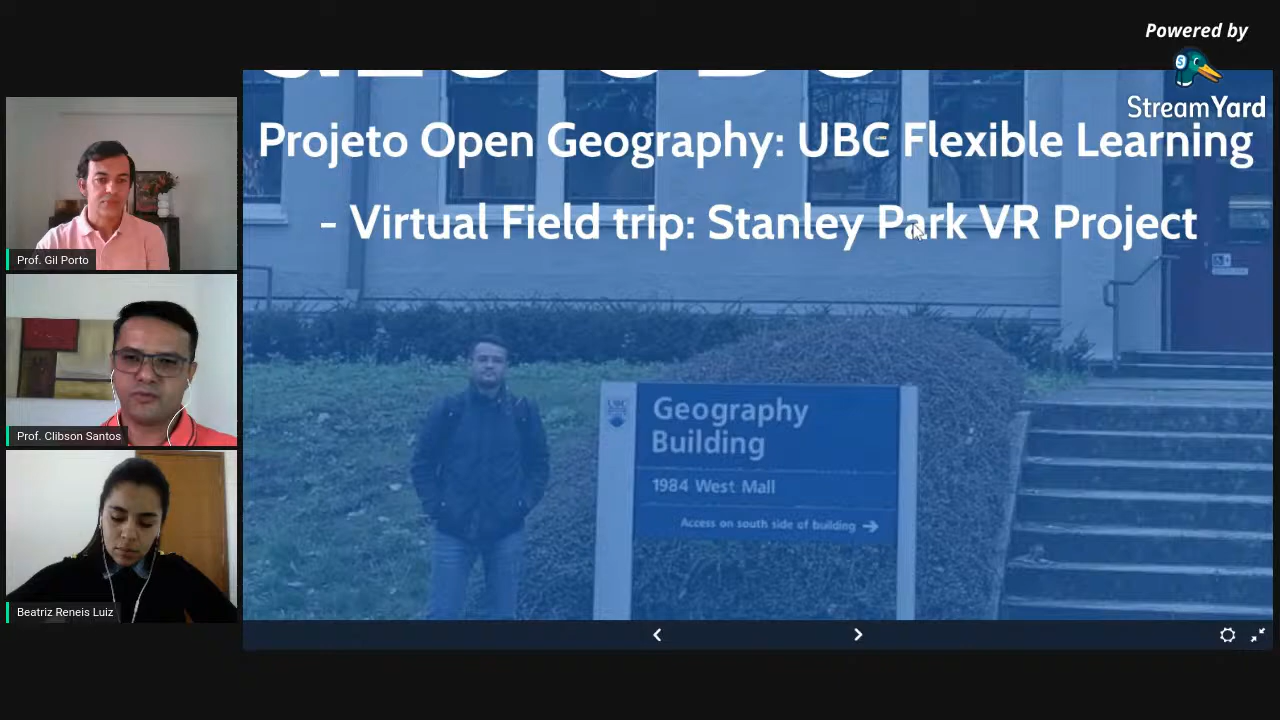 Powered by
StreamYard
Projeto Open Geography: UBC Flexible Learning
- Virtual Field trip: Stanley Park VR Project
Prof. Gil Porto
Prof. Clibson Santos
Beatriz Reneis Luiz
UBC
Geography
Building
1984 West Mall
Access on south side of building →